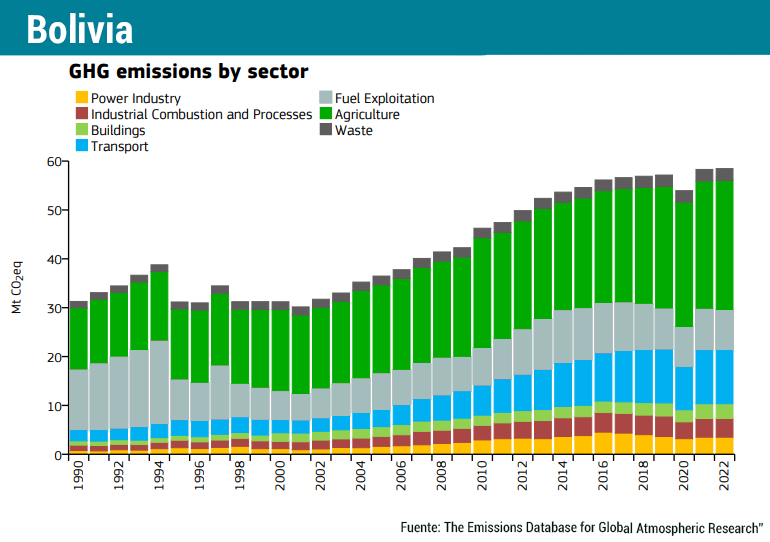 Bolivia
GHG emissions by sector
Power Industry
Industrial Combustion and Processes
Buildings
Transport
Fuel Exploitation
Agriculture
Waste
Mt CO₂eq
60
50
40
30
20
10
0
1990
1992
1994
1996
1998
2000
2002
2004
2006
2008
2010
2012
2014
2016
2018
2020
2022
Fuente: The Emissions Database for Global Atmospheric Research"